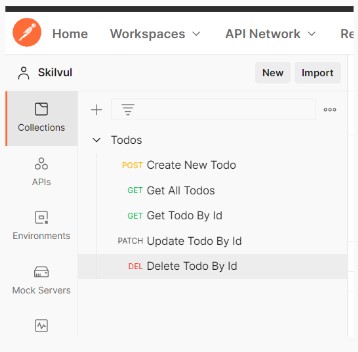 Home Workspaces API Network Re
Skilvul New Import
Collections
Todos
POST Create New Todo
GET Get All Todos
APIs
GET Get Todo By Id
Environments
PATCH Update Todo By Id
DEL Delete Todo By Id
Mock Servers